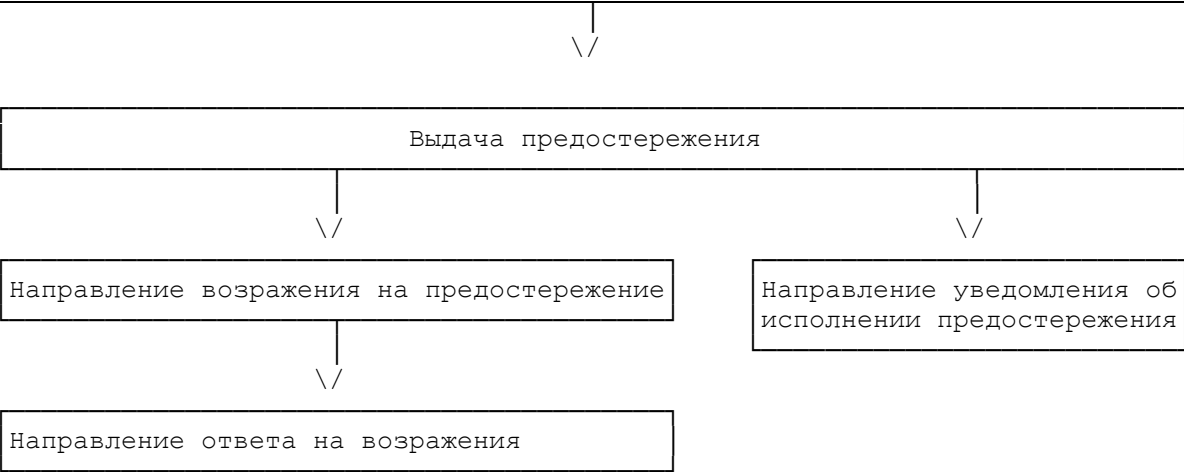 Выдача предостережения
Направление возражения на предостережение
Направление уведомления об
исполнении предостережения
Направление ответа на возражения